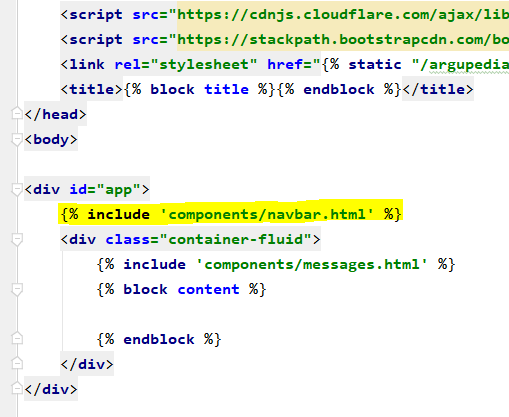 <script src="https://cdnjs.cloudflare.com/ajax/lib
<script src="https://stackpath.bootstrapcdn.com/bo
<link rel="stylesheet" href="{% static "/argupedia
<title>{% block title %}{% endblock %}</title>
</head>
<body>
<div id="app">
{% include 'components/navbar.html' %}
<div class="container-fluid">
{% include 'components/messages.html' %}
{% block content %}
{% endblock %}
</div>
</div>